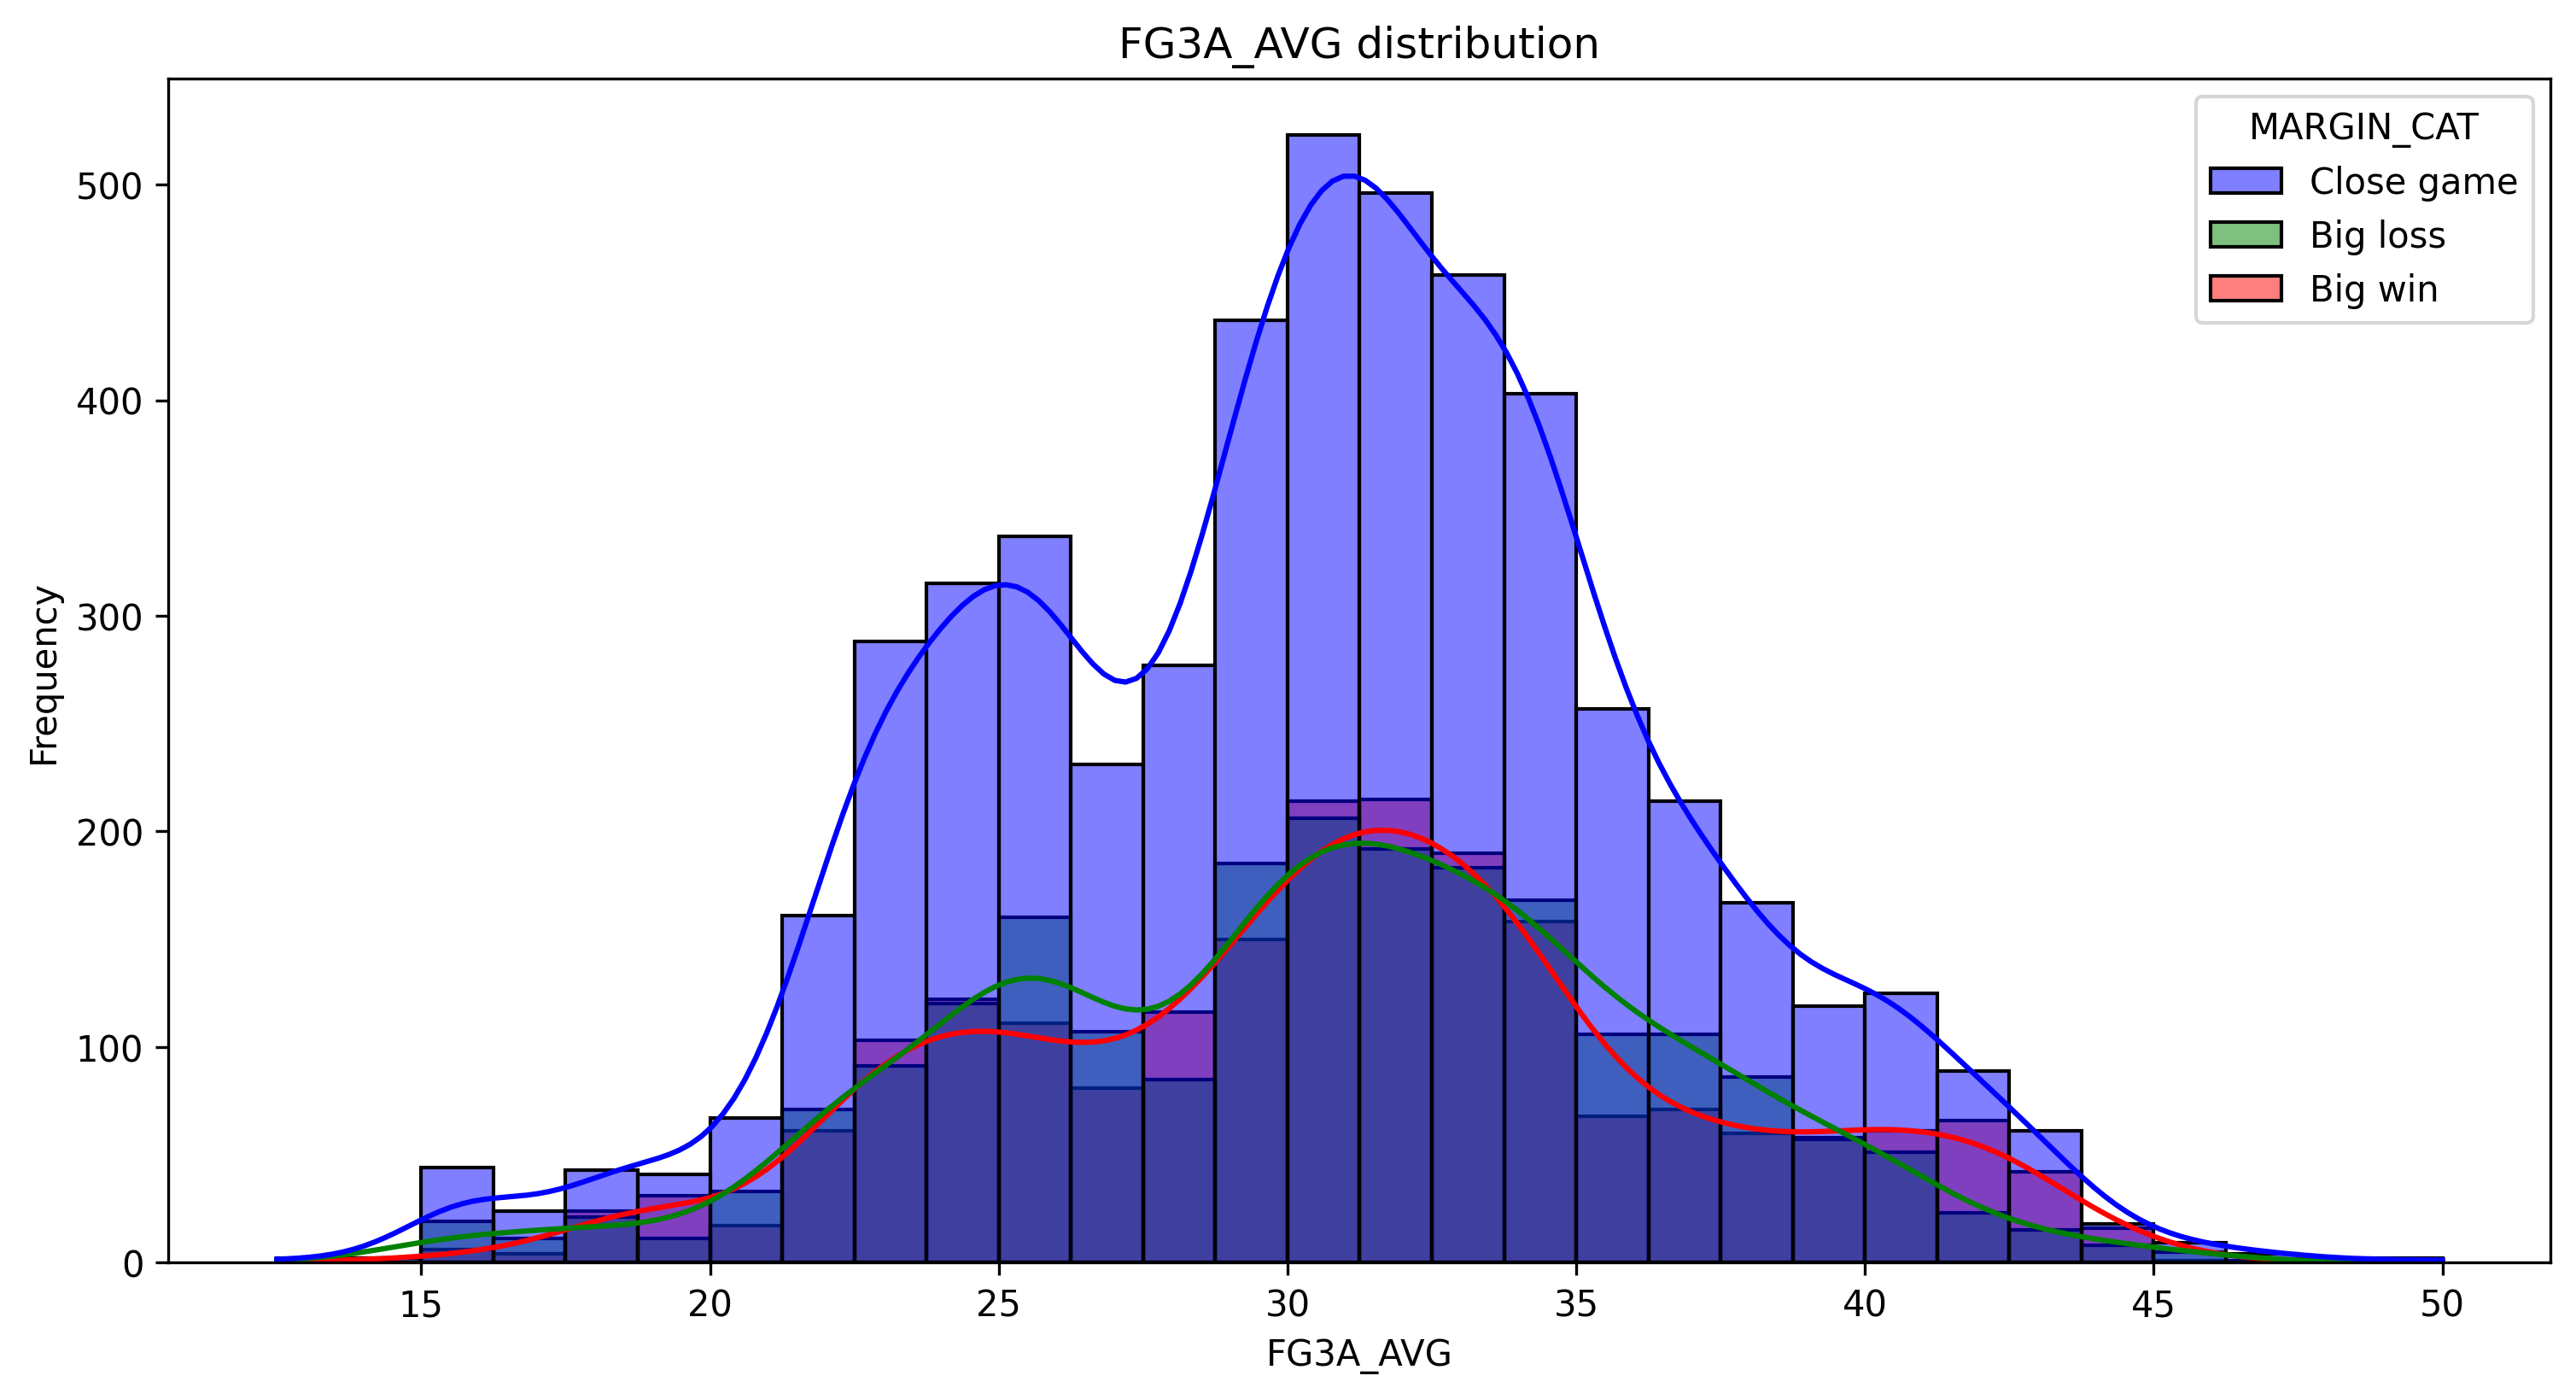 FG3A_AVG distribution
MARGIN_CAT
Close game
Big loss
Big win
Frequency
500
400
300
200
100
0
15 20 25 30 35 40 45 50
FG3A_AVG